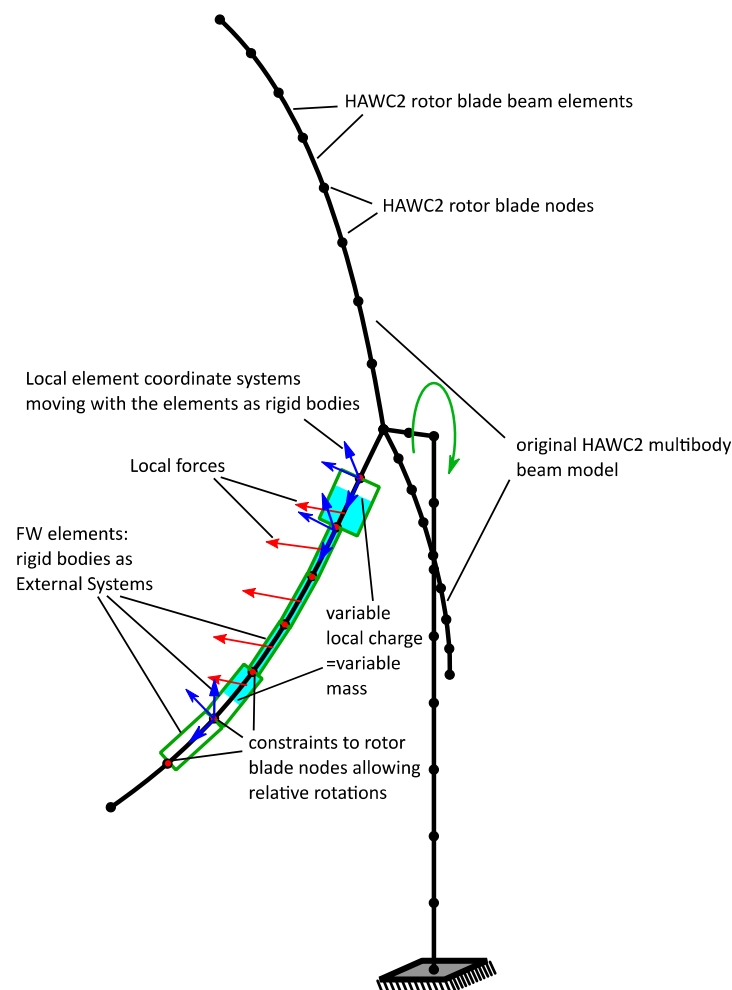 HAWC2 rotor blade beam elements
HAWC2 rotor blade nodes
Local element coordinate systems
moving with the elements as rigid bodies
original HAWC2 multibody
beam model
Local forces
FW elements:
rigid bodies as
External Systems
variable
local charge
=variable
mass
constraints to rotor
blade nodes allowing
relative rotations